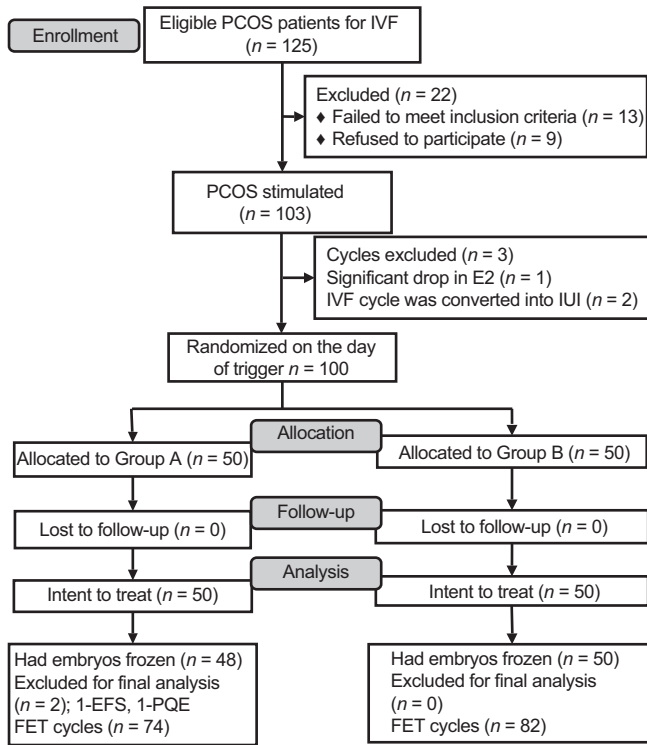 Enrollment
Eligible PCOS patients for IVF
(n = 125)
Excluded (n = 22)
♦ Failed to meet inclusion criteria (n = 13)
♦ Refused to participate (n = 9)
PCOS stimulated
(n = 103)
Cycles excluded (n = 3)
Significant drop in E2 (n = 1)
IVF cycle was converted into IUI (n = 2)
Randomized on the day
of trigger n = 100
Allocation
Allocated to Group A (n = 50)
Allocated to Group B (n = 50)
Follow-up
Lost to follow-up (n = 0)
Lost to follow-up (n = 0)
Analysis
Intent to treat (n = 50)
Intent to treat (n = 50)
Had embryos frozen (n = 48)
Excluded for final analysis
(n = 2); 1-EFS, 1-PQE
FET cycles (n = 74)
Had embryos frozen (n = 50)
Excluded for final analysis
(n = 0)
FET cycles (n = 82)